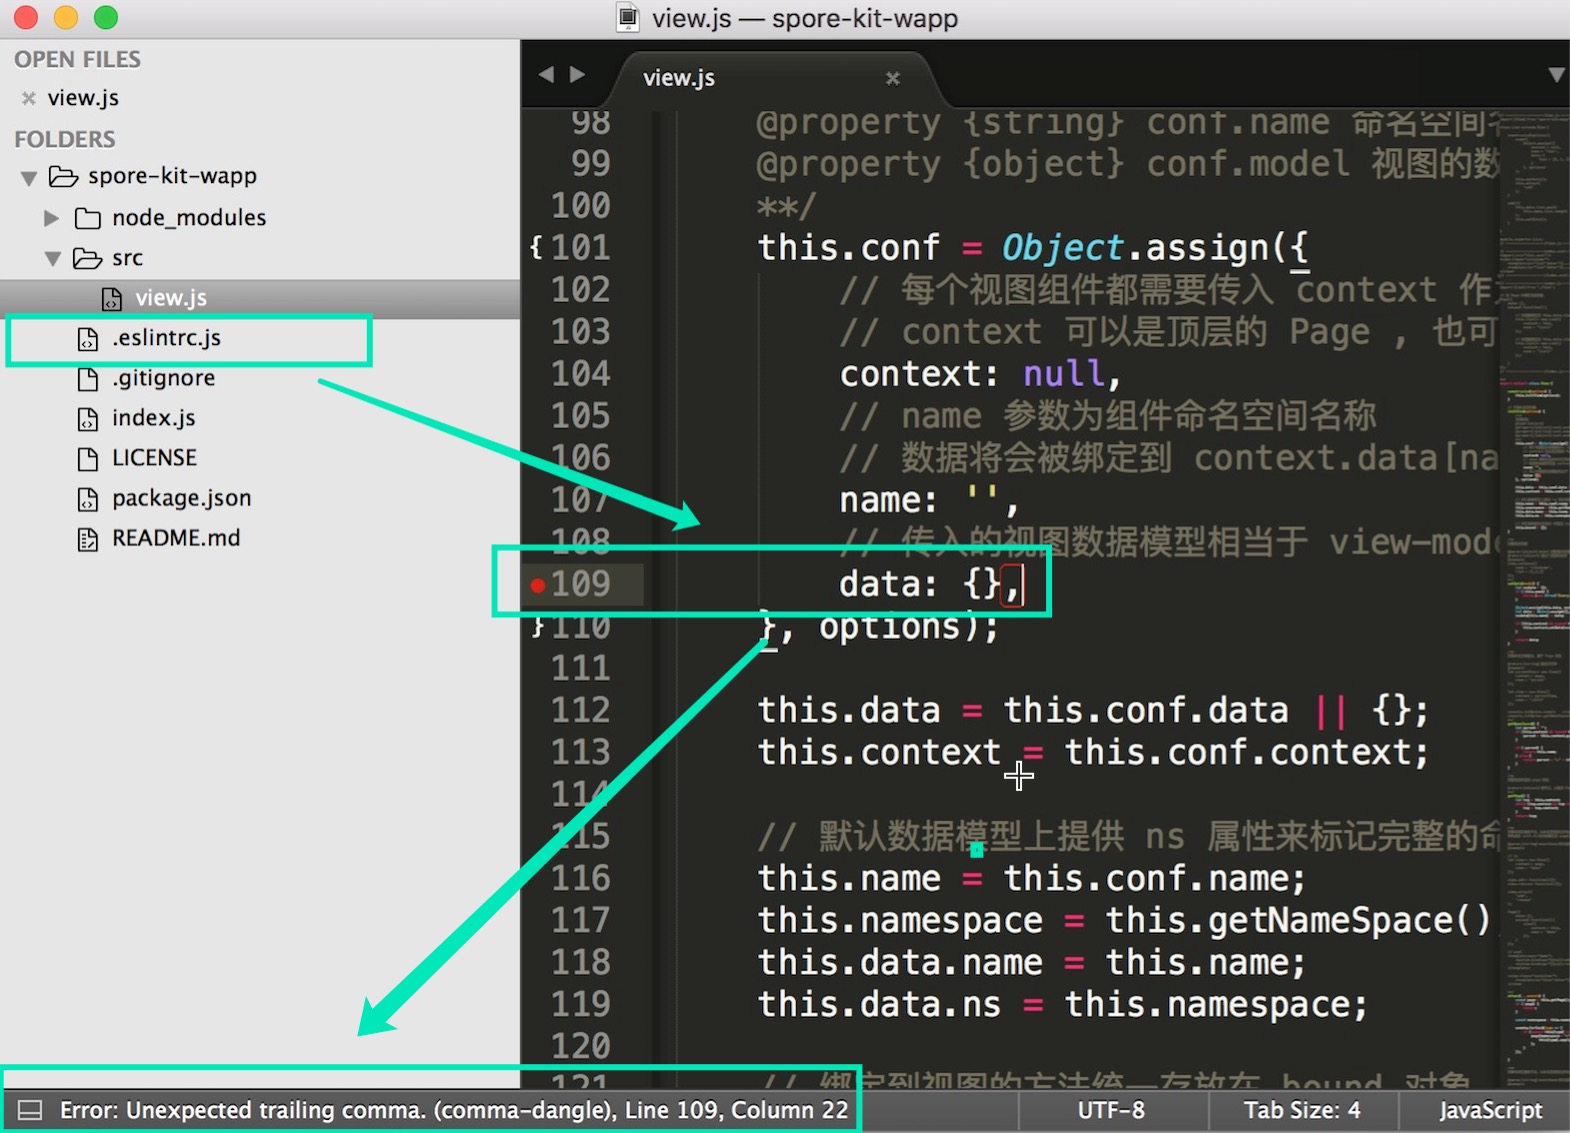 view.js — spore-kit-wapp
OPEN FILES
view.js
FOLDERS
spore-kit-wapp
node_modules
src
view.js
.eslintrc.js
.gitignore
index.js
LICENSE
package.json
README.md
view.js
98 @property {string} conf.name 命名空间名
99 @property {object} conf.model 视图的数
100 **/
{ 101 this.conf = Object.assign({
102 // 每个视图组件都需要传入 context 作
103 // context 可以是顶层的 Page , 也可
104 context: null,
105 // name 参数为组件命名空间名称
106 // 数据将会被绑定到 context.data[na
107 name: '',
108 // 传入的视图数据模型相当于 view-mod
109 data: {},
} 110 }, options);
111
112 this.data = this.conf.data || {};
113 this.context = this.conf.context;
114
115 // 默认数据模型上提供 ns 属性来标记完整的命
116 this.name = this.conf.name;
117 this.namespace = this.getNameSpace()
118 this.data.name = this.name;
119 this.data.ns = this.namespace;
120
121 // 绑定到视图的方法统一存放在 bound 对象
Error: Unexpected trailing comma. (comma-dangle), Line 109, Column 22
UTF-8
Tab Size: 4
JavaScript